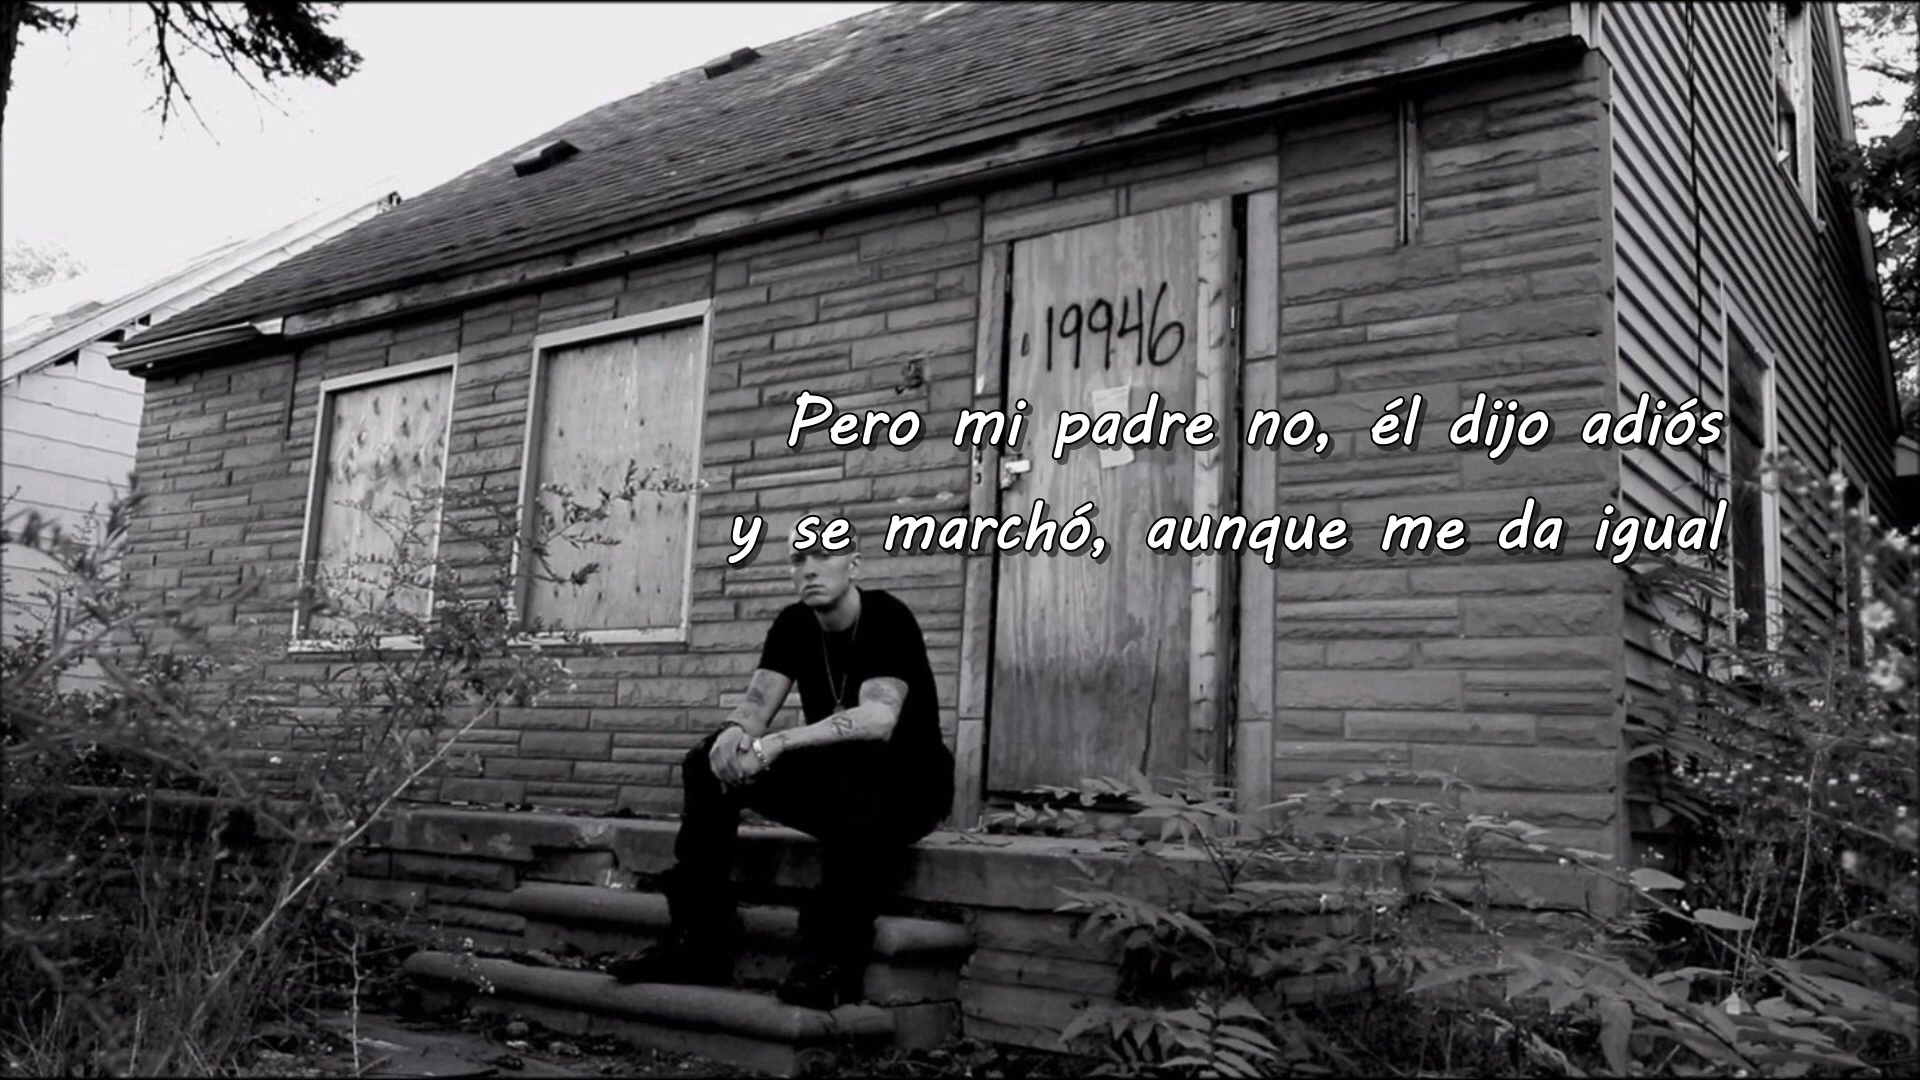 19946
Pero mi padre no, él dijo adiós
y se marchó, aunque me da igual